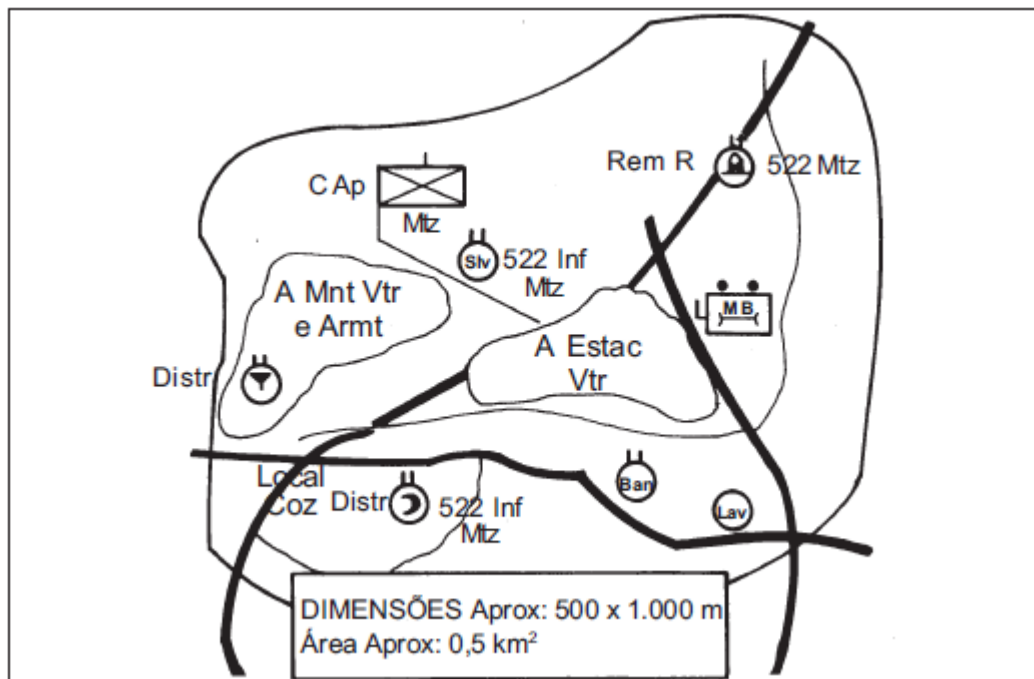 Rem R
522 Mtz
C Ap
Mtz
Slv
522 Inf
Mtz
A Mnt Vtr
e Armt
M B
A Estac
Vtr
Distr
Local
Coz
Distr
522 Inf
Mtz
Ban
Lav
DIMENSÕES Aprox: 500 x 1.000 m
Área Aprox: 0,5 km²